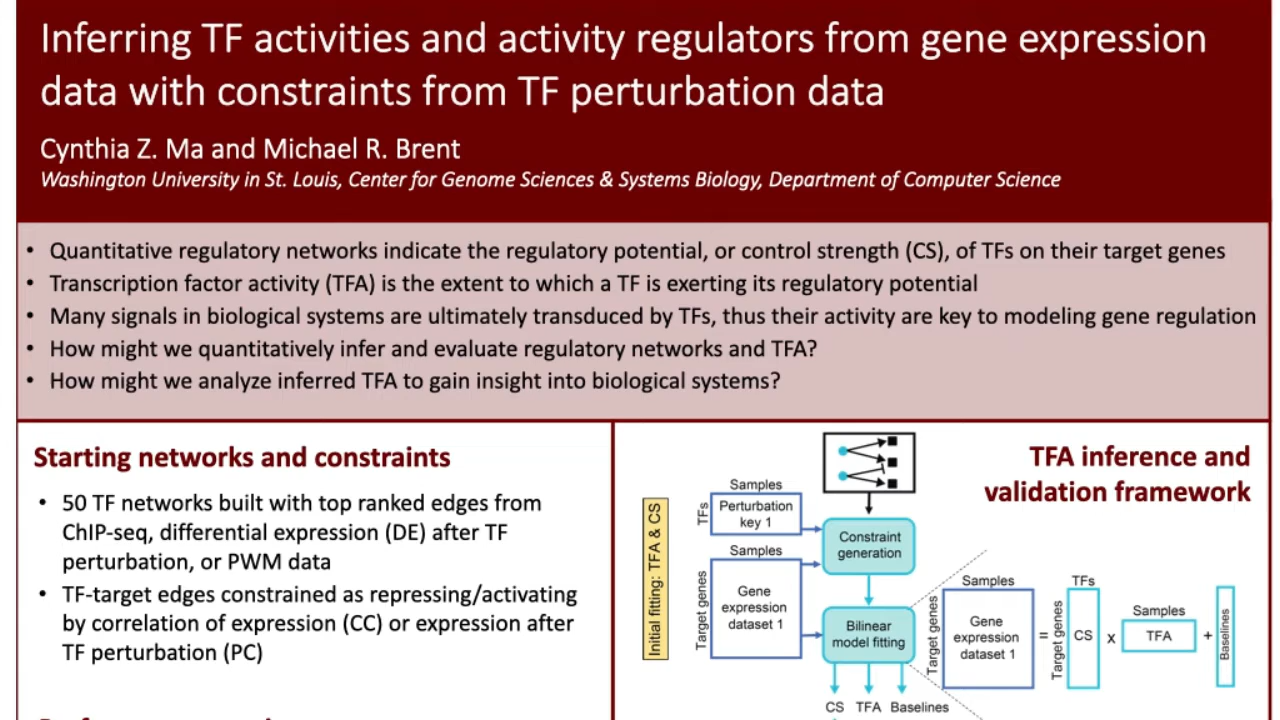 Inferring TF activities and activity regulators from gene expression
data with constraints from TF perturbation data
Cynthia Z. Ma and Michael R. Brent
Washington University in St. Louis, Center for Genome Sciences & Systems Biology, Department of Computer Science
• Quantitative regulatory networks indicate the regulatory potential, or control strength (CS), of TFs on their target genes
• Transcription factor activity (TFA) is the extent to which a TF is exerting its regulatory potential
• Many signals in biological systems are ultimately transduced by TFs, thus their activity are key to modeling gene regulation
• How might we quantitatively infer and evaluate regulatory networks and TFA?
• How might we analyze inferred TFA to gain insight into biological systems?
Starting networks and constraints
• 50 TF networks built with top ranked edges from
ChIP-seq, differential expression (DE) after TF
perturbation, or PWM data
• TF-target edges constrained as repressing/activating
by correlation of expression (CC) or expression after
TF perturbation (PC)
TFA inference and
validation framework
Initial fitting: TFA & CS
Samples
TFs
Perturbation
key 1
Samples
Target genes
Gene
expression
dataset 1
Constraint
generation
Bilinear
model fitting
CS TFA Baselines
Samples
Target genes
Gene
expression
dataset 1
=
TFs
Target genes
CS
x
Samples
TFA
+
Baselines